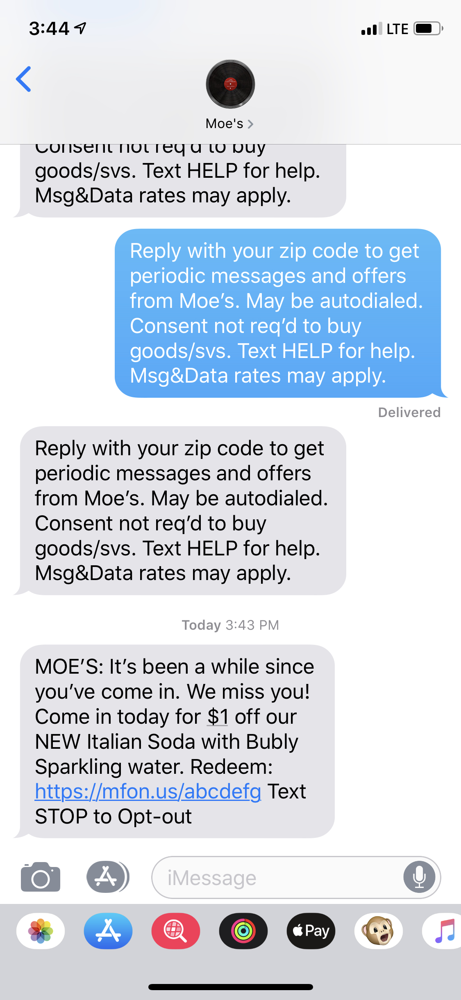 3:44
LTE
Moe's
Consent not req'd to buy
goods/svs. Text HELP for help.
Msg&Data rates may apply.
Reply with your zip code to get
periodic messages and offers
from Moe’s. May be autodialed.
Consent not req’d to buy
goods/svs. Text HELP for help.
Msg&Data rates may apply.
Delivered
Reply with your zip code to get
periodic messages and offers
from Moe’s. May be autodialed.
Consent not req’d to buy
goods/svs. Text HELP for help.
Msg&Data rates may apply.
Today 3:43 PM
MOE’S: It’s been a while since
you’ve come in. We miss you!
Come in today for $1 off our
NEW Italian Soda with Bubly
Sparkling water. Redeem:
https://mfon.us/abcdefg Text
STOP to Opt-out
iMessage
Pay